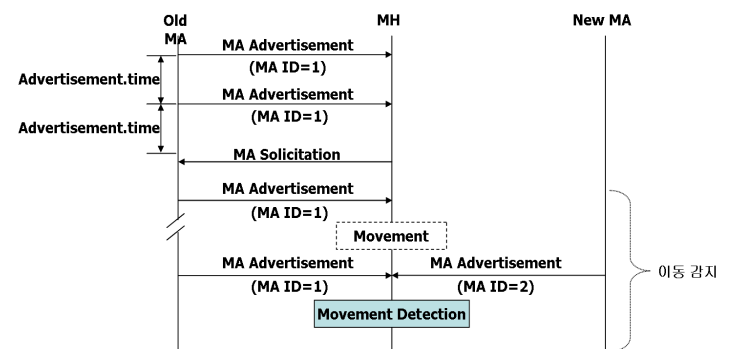 Old
MA
MH
New MA
MA Advertisement
(MA ID=1)
Advertisement.time
MA Advertisement
(MA ID=1)
Advertisement.time
MA Solicitation
MA Advertisement
(MA ID=1)
Movement
MA Advertisement
(MA ID=1)
MA Advertisement
(MA ID=2)
이동 감지
Movement Detection